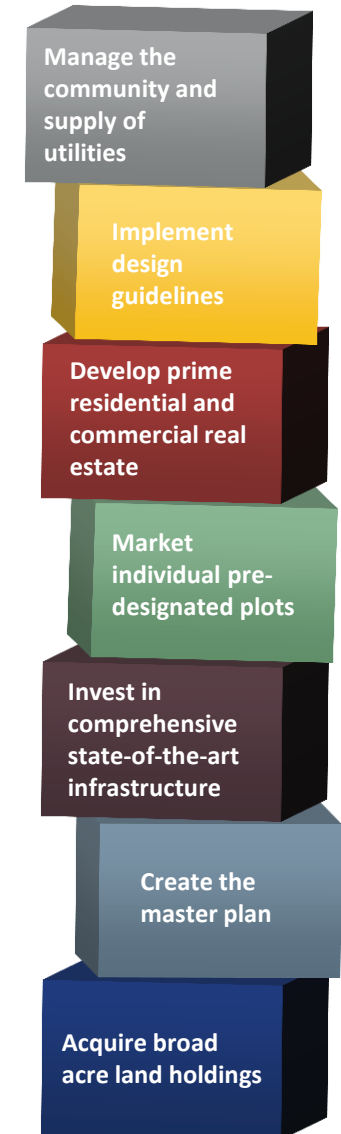 Manage the
community and
supply of
utilities
Implement
design
guidelines
Develop prime
residential and
commercial real
estate
Market
individual pre-
designated plots
Invest in
comprehensive
state-of-the-art
infrastructure
Create the
master plan
Acquire broad
acre land holdings